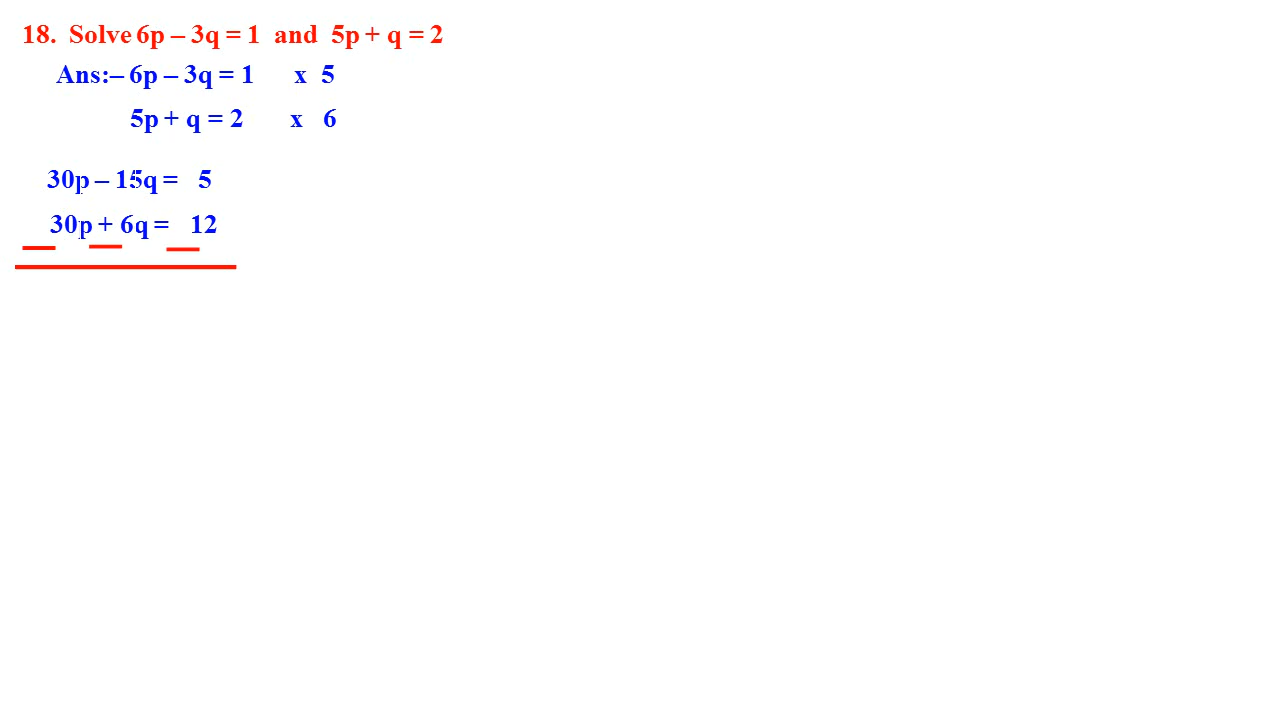 18. Solve 6p – 3q = 1 and 5p + q = 2
Ans:– 6p – 3q = 1 x 5
5p + q = 2 x 6
30p – 15q = 5
30p + 6q = 12